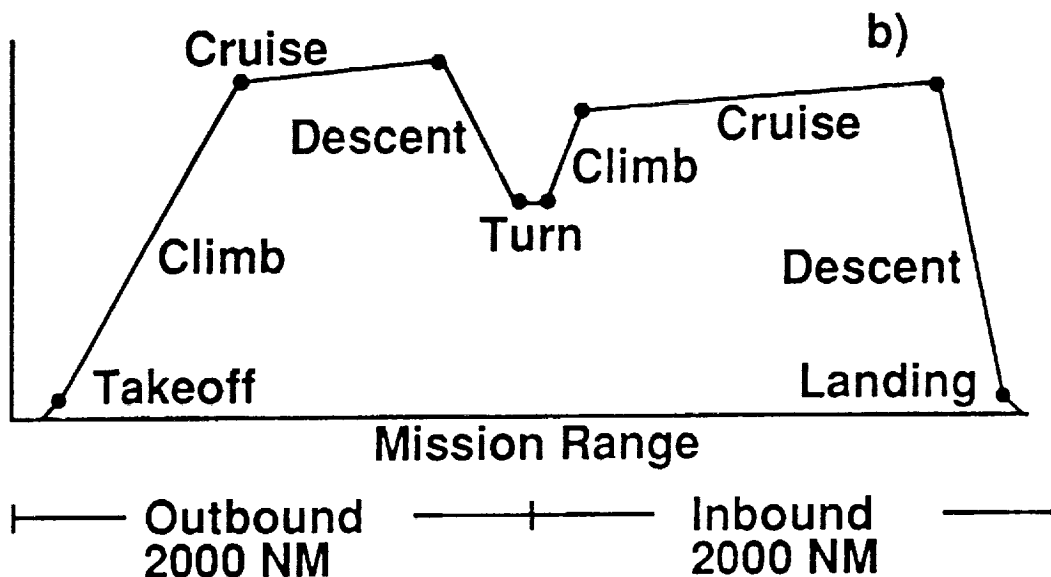 b)
Cruise
Descent
Cruise
Climb
Turn
Climb
Descent
Takeoff
Landing
Mission Range
Outbound
2000 NM
Inbound
2000 NM